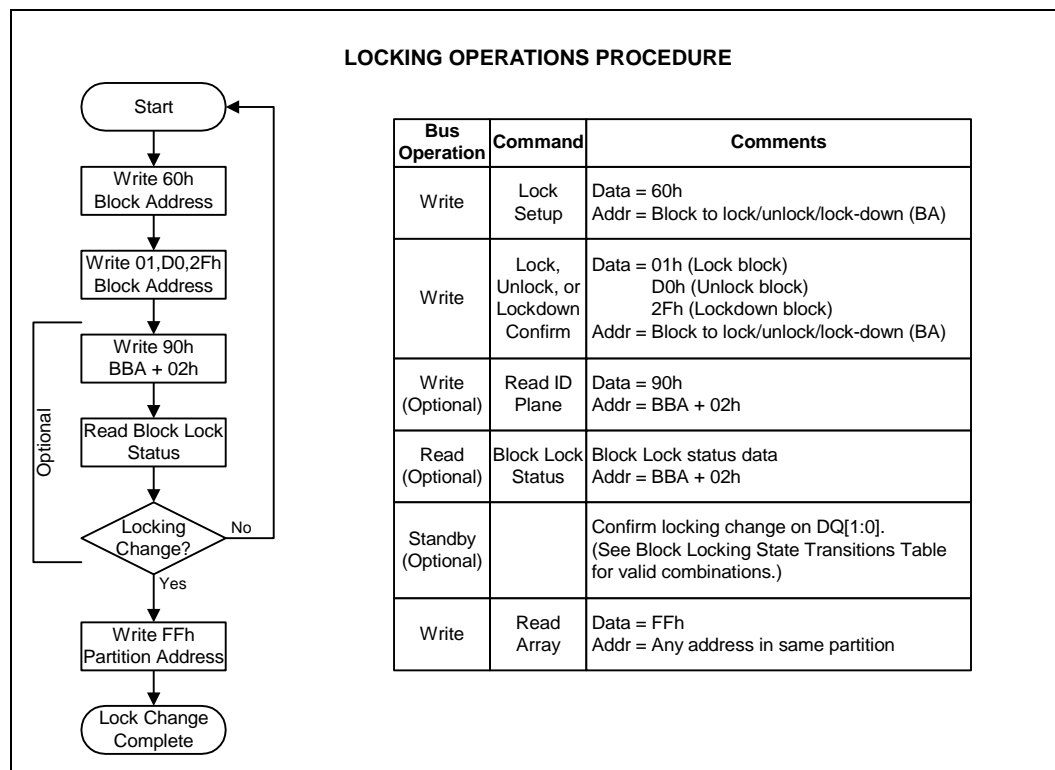 LOCKING OPERATIONS PROCEDURE
Start
Write 60h
Block Address
Write 01,D0,2Fh
Block Address
Write 90h
BBA + 02h
Read Block Lock
Status
Optional
Locking
Change?
No
Yes
Write FFh
Partition Address
Lock Change
Complete
Bus
Operation
Command
Comments
Write
Lock
Setup
Data = 60h
Addr = Block to lock/unlock/lock-down (BA)
Write
Lock,
Unlock, or
Lockdown
Confirm
Data = 01h (Lock block)
D0h (Unlock block)
2Fh (Lockdown block)
Addr = Block to lock/unlock/lock-down (BA)
Write
(Optional)
Read ID
Plane
Data = 90h
Addr = BBA + 02h
Read
(Optional)
Block Lock
Status
Block Lock status data
Addr = BBA + 02h
Standby
(Optional)
Confirm locking change on DQ[1:0].
(See Block Locking State Transitions Table
for valid combinations.)
Write
Read
Array
Data = FFh
Addr = Any address in same partition